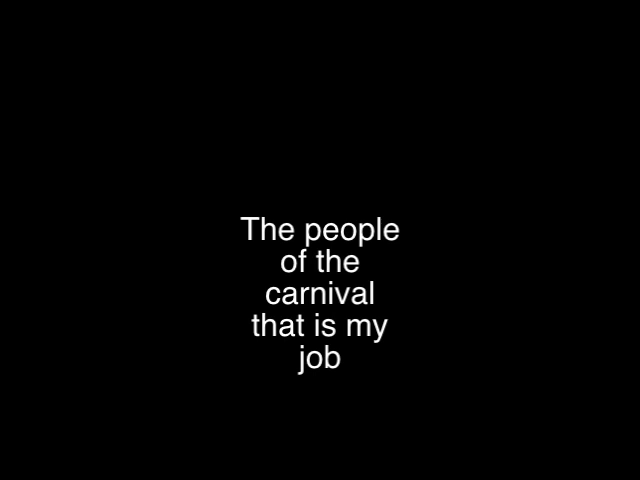 The people
of the
carnival
that is my
job